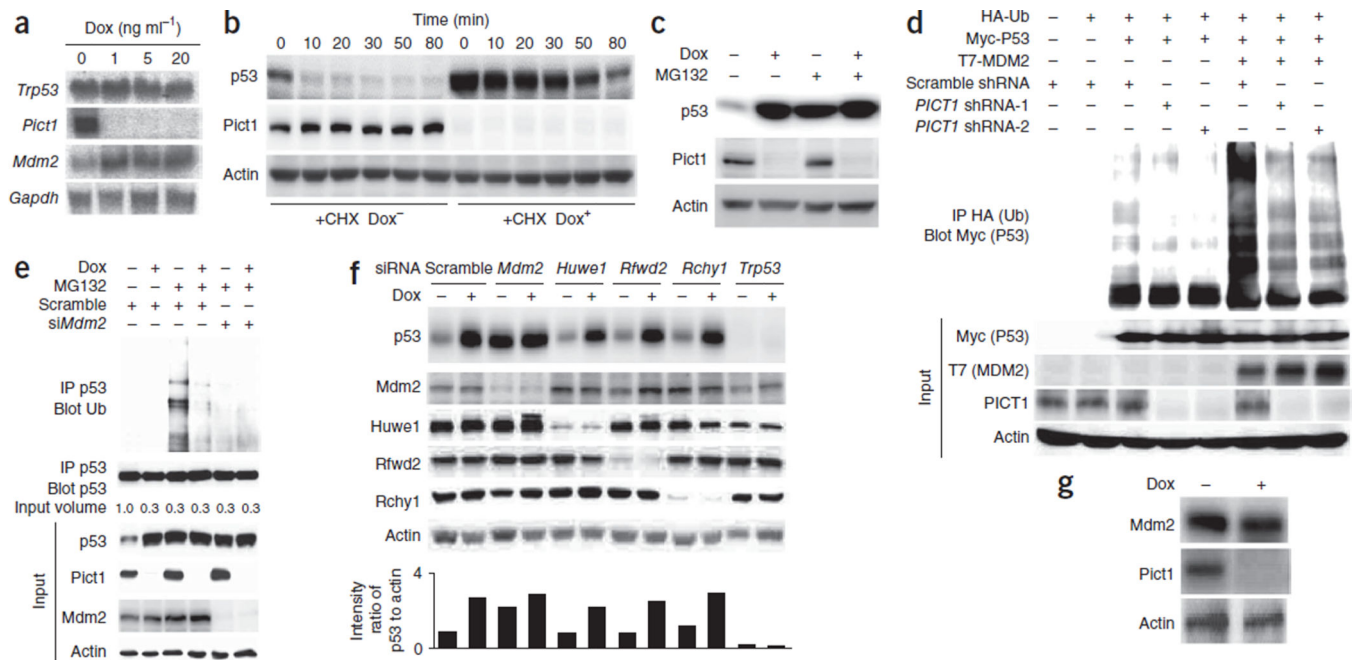 a
Dox (ng ml⁻¹)
0 1 5 20
Trp53
Pict1
Mdm2
Gapdh
b
Time (min)
0 10 20 30 50 80 0 10 20 30 50 80
p53
Pict1
Actin
+CHX Dox⁻ +CHX Dox⁺
c
Dox – + – +
MG132 – – + +
p53
Pict1
Actin
d
HA-Ub – + + + + + + +
Myc-P53 – – + + + + + +
T7-MDM2 – – – – – + + +
Scramble shRNA + + + – – + – –
PICT1 shRNA-1 – – – + – – + –
PICT1 shRNA-2 – – – – + – – +
IP HA (Ub)
Blot Myc (P53)
Input
Myc (P53)
T7 (MDM2)
PICT1
Actin
e
Dox – + – + – +
MG132 – – + + + +
Scramble + + + + – –
siMdm2 – – – – + +
IP p53
Blot Ub
IP p53
Blot p53
Input volume 1.0 0.3 0.3 0.3 0.3 0.3
Input
p53
Pict1
Mdm2
Actin
f
siRNA Scramble Mdm2 Huwe1 Rfwd2 Rchy1 Trp53
Dox – + – + – + – + – + – +
p53
Mdm2
Huwe1
Rfwd2
Rchy1
Actin
Intensity
ratio of
p53 to actin
4
2
0
g
Dox – +
Mdm2
Pict1
Actin